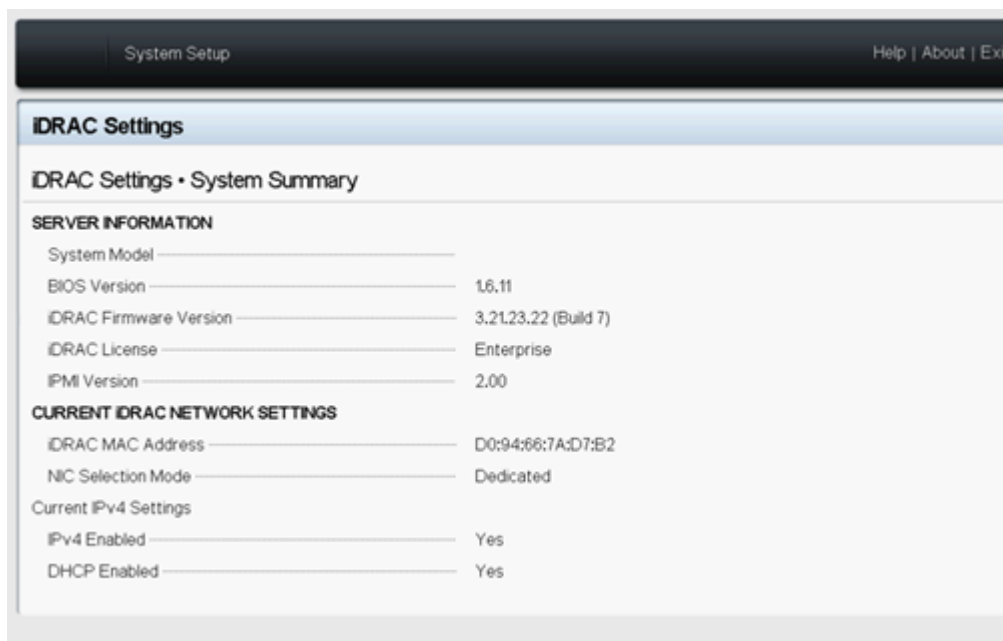 System Setup
Help | About | Exi
iDRAC Settings
iDRAC Settings • System Summary
SERVER INFORMATION
System Model
BIOS Version 1.6.11
iDRAC Firmware Version 3.21.23.22 (Build 7)
iDRAC License Enterprise
IPMI Version 2.00
CURRENT iDRAC NETWORK SETTINGS
iDRAC MAC Address D0:94:66:7A:D7:B2
NIC Selection Mode Dedicated
Current IPv4 Settings
IPv4 Enabled Yes
DHCP Enabled Yes